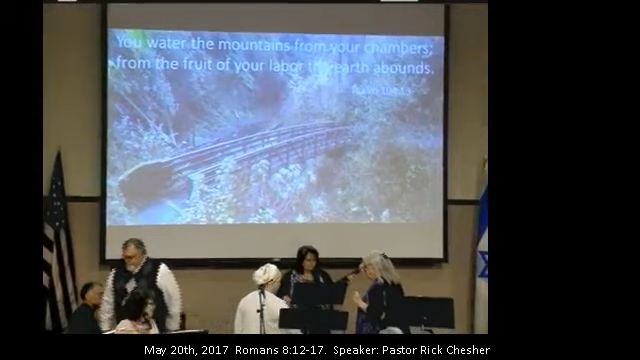 You water the mountains from your chambers;
from the fruit of your labor the earth abounds.
May 20th, 2017 Romans 8:12-17. Speaker: Pastor Rick Chesher